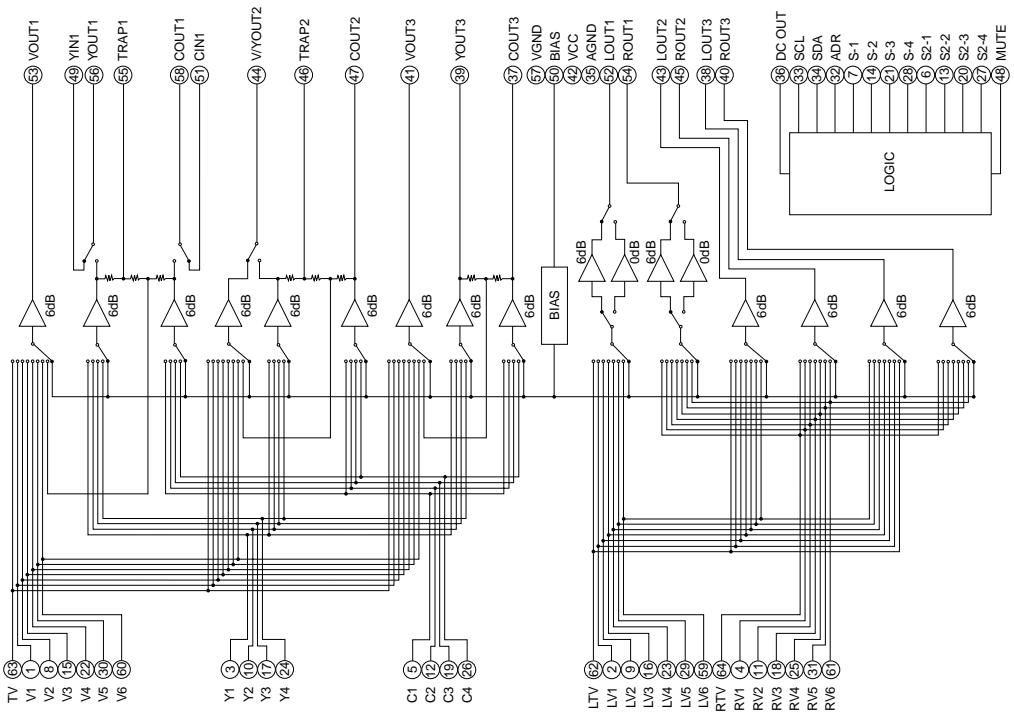 53 VOUT1
49 YIN1
56 YOUT1
55 TRAP1
58 COUT1
51 CIN1
44 V/YOUT2
46 TRAP2
47 COUT2
41 VOUT3
39 YOUT3
37 COUT3
57 VGND
50 BIAS
42 VCC
35 AGND
52 LOUT1
54 ROUT1
43 LOUT2
45 ROUT2
38 LOUT3
40 ROUT3
36 DC OUT
33 SCL
34 SDA
32 ADR
7 S-1
14 S-2
21 S-3
28 S-4
6 S2-1
13 S2-2
20 S2-3
27 S2-4
48 MUTE
LOGIC
6dB
0dB
6dB
0dB
6dB
6dB
6dB
6dB
6dB
6dB
6dB
6dB
6dB
BIAS
6dB
6dB
6dB
6dB
TV 63
V1 1
V2 8
V3 15
V4 22
V5 30
V6 60
Y1 3
Y2 10
Y3 17
Y4 24
C1 5
C2 12
C3 19
C4 26
LTV 62
LV1 2
LV2 9
LV3 16
LV4 23
LV5 29
LV6 59
RTV 64
RV1 4
RV2 11
RV3 18
RV4 25
RV5 31
RV6 61